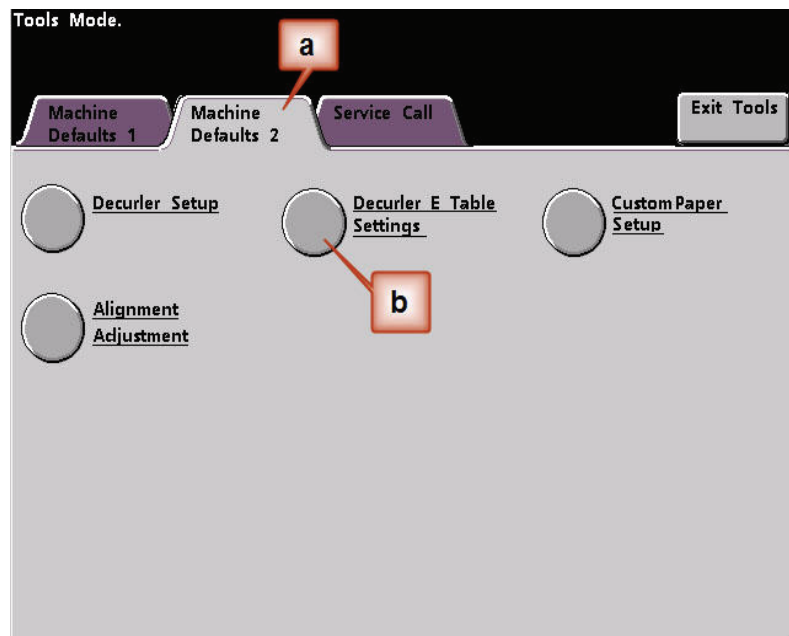 Tools Mode.
a
Machine
Defaults 1
Machine
Defaults 2
Service Call
Exit Tools
Decurler Setup
Decurler E Table
Settings
Custom Paper
Setup
b
Alignment
Adjustment